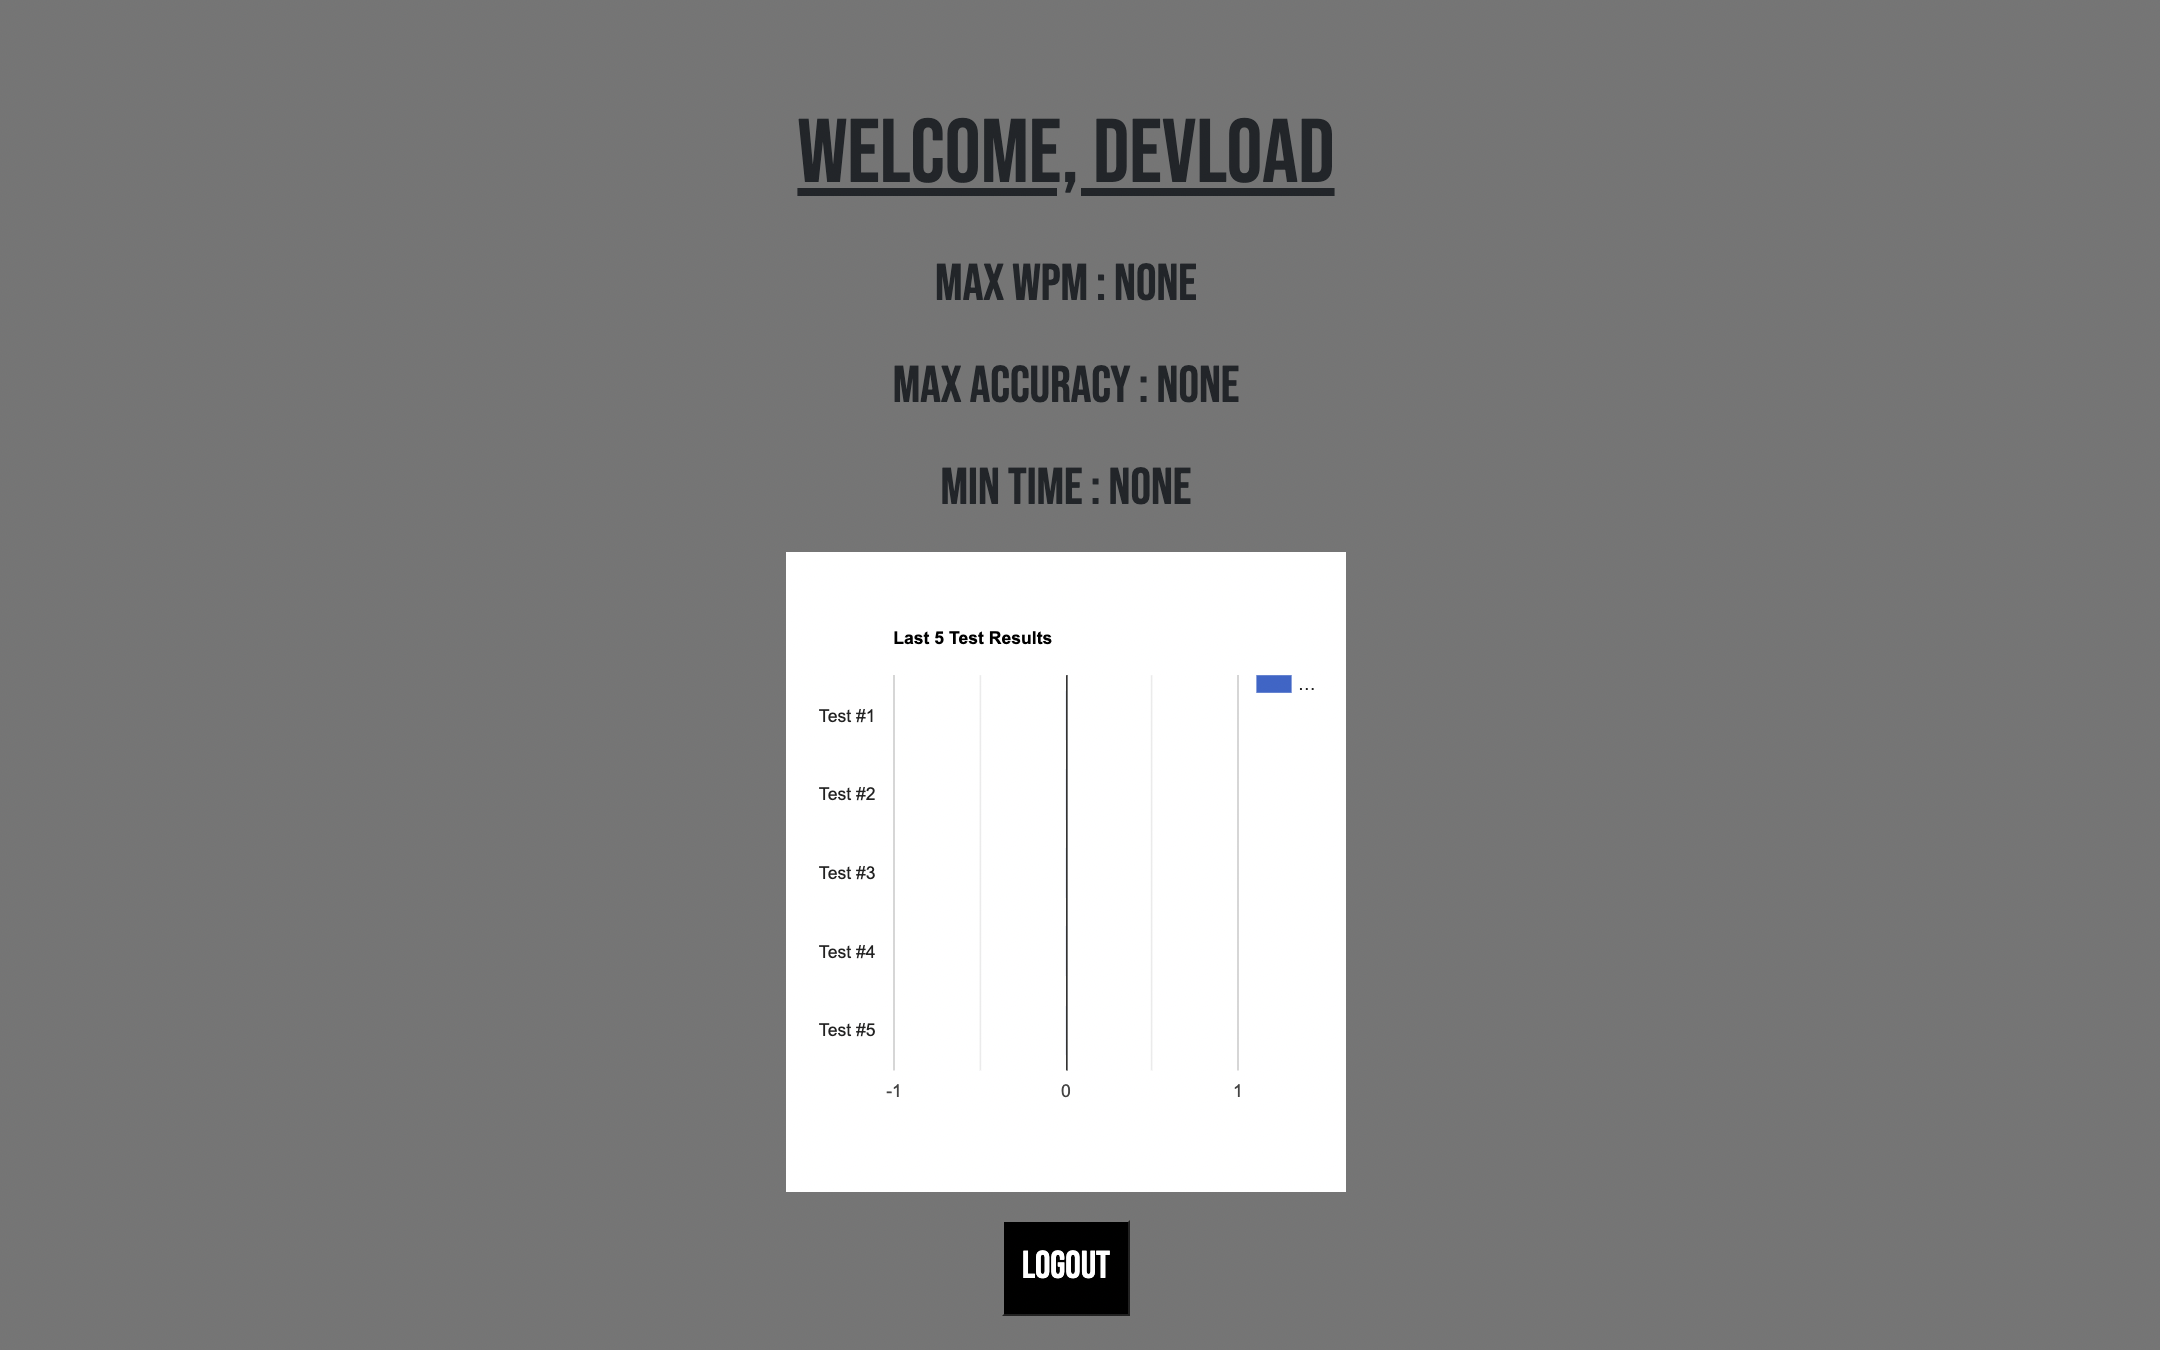 WELCOME, DEVLOAD
MAX WPM : NONE
MAX ACCURACY : NONE
MIN TIME : NONE
Last 5 Test Results
...
Test #1
Test #2
Test #3
Test #4
Test #5
-1 0 1
LOGOUT